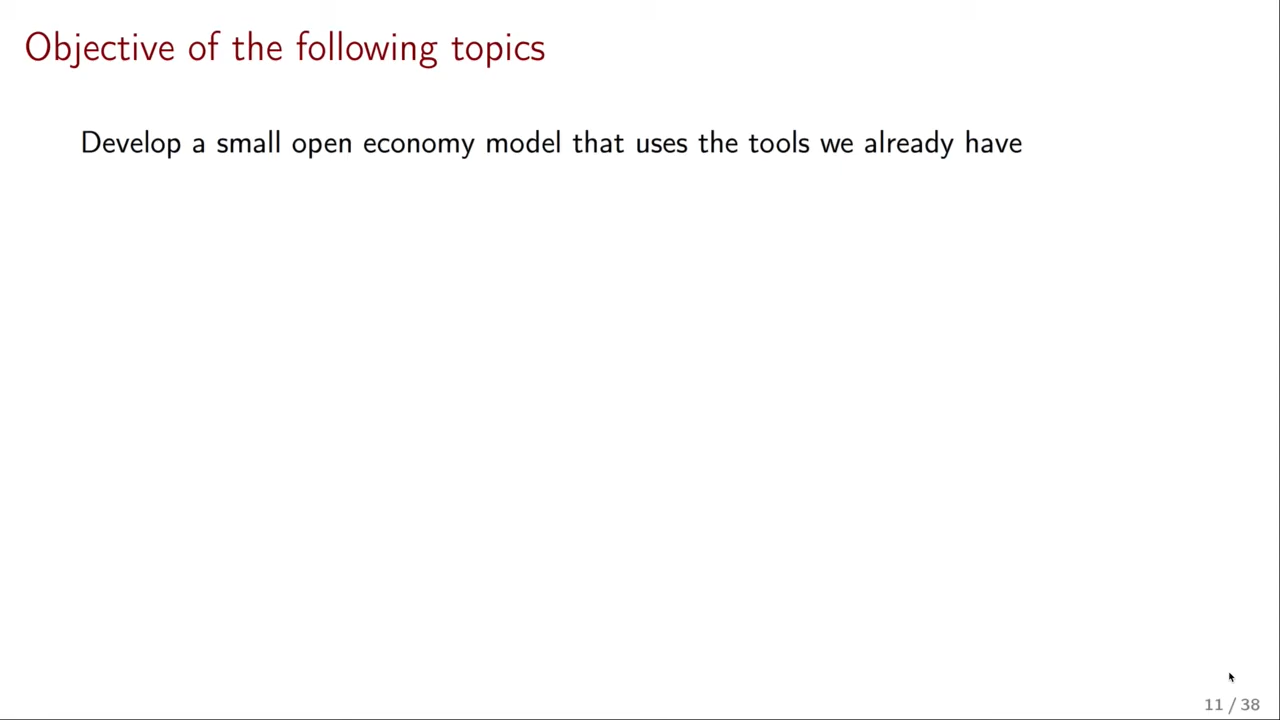 Objective of the following topics
Develop a small open economy model that uses the tools we already have
11 / 38